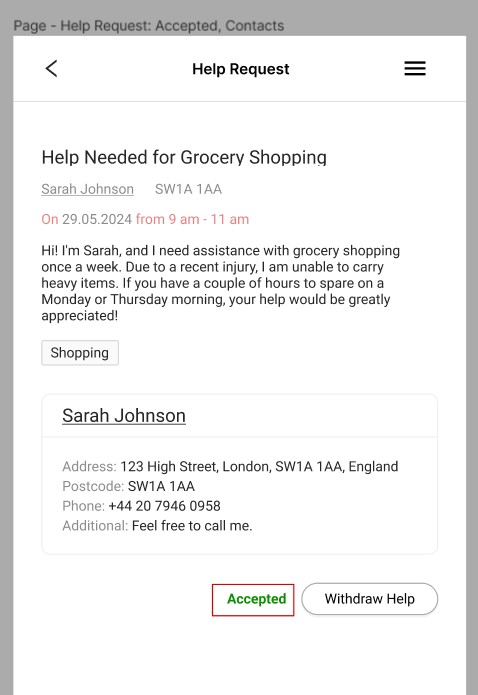 Page - Help Request: Accepted, Contacts
Help Request
Help Needed for Grocery Shopping
Sarah Johnson SW1A 1AA
On 29.05.2024 from 9 am - 11 am
Hi! I'm Sarah, and I need assistance with grocery shopping
once a week. Due to a recent injury, I am unable to carry
heavy items. If you have a couple of hours to spare on a
Monday or Thursday morning, your help would be greatly
appreciated!
Shopping
Sarah Johnson
Address: 123 High Street, London, SW1A 1AA, England
Postcode: SW1A 1AA
Phone: +44 20 7946 0958
Additional: Feel free to call me.
Accepted Withdraw Help